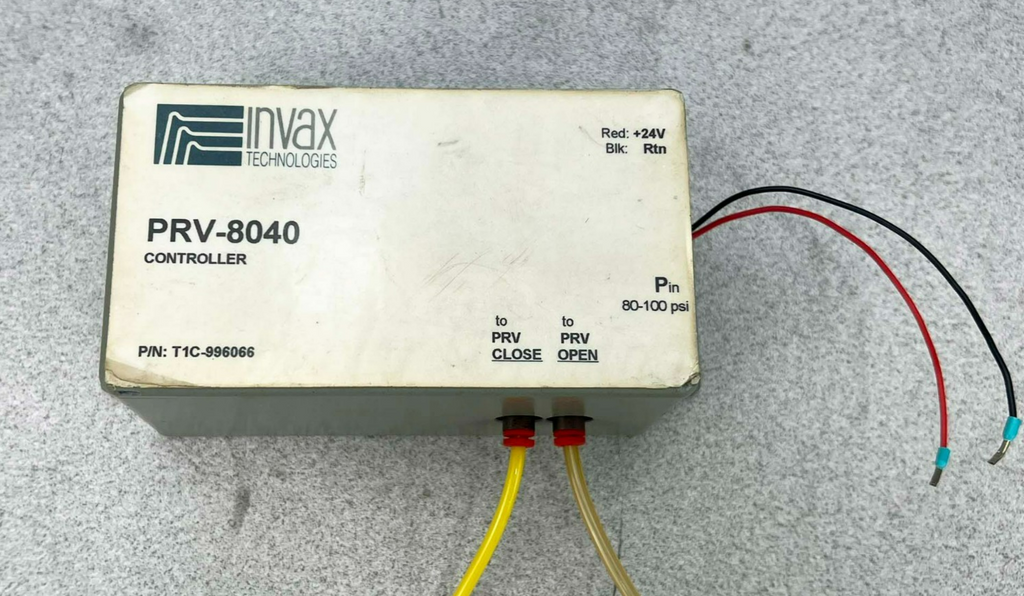 invax
TECHNOLOGIES
Red: +24V
Blk: Rtn
PRV-8040
CONTROLLER
Pin
80-100 psi
to PRV CLOSE
to PRV OPEN
P/N: T1C-996066